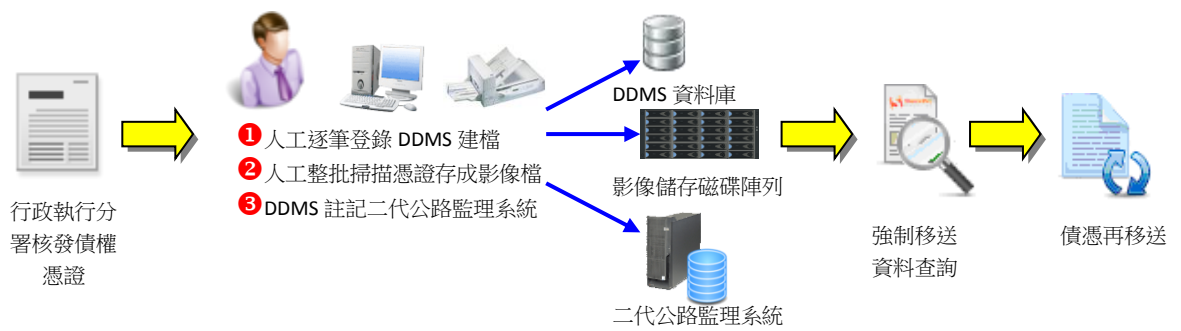 行政執行分
署核發債權
憑證
❶人工逐筆登錄 DDMS 建檔
❷人工整批掃描憑證存成影像檔
❸DDMS 註記二代公路監理系統
DDMS 資料庫
影像儲存磁碟陣列
二代公路監理系統
強制移送
資料查詢
債憑再移送